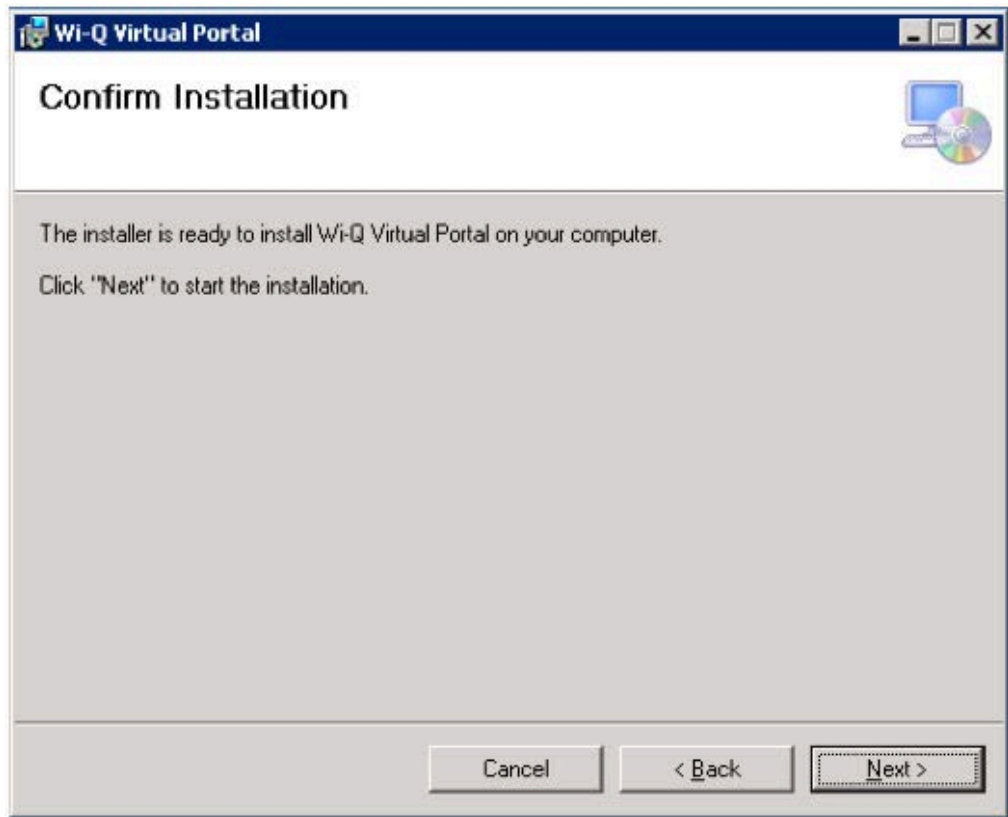 Wi-Q Virtual Portal
Confirm Installation
The installer is ready to install Wi-Q Virtual Portal on your computer.
Click "Next" to start the installation.
Cancel
< Back
Next >